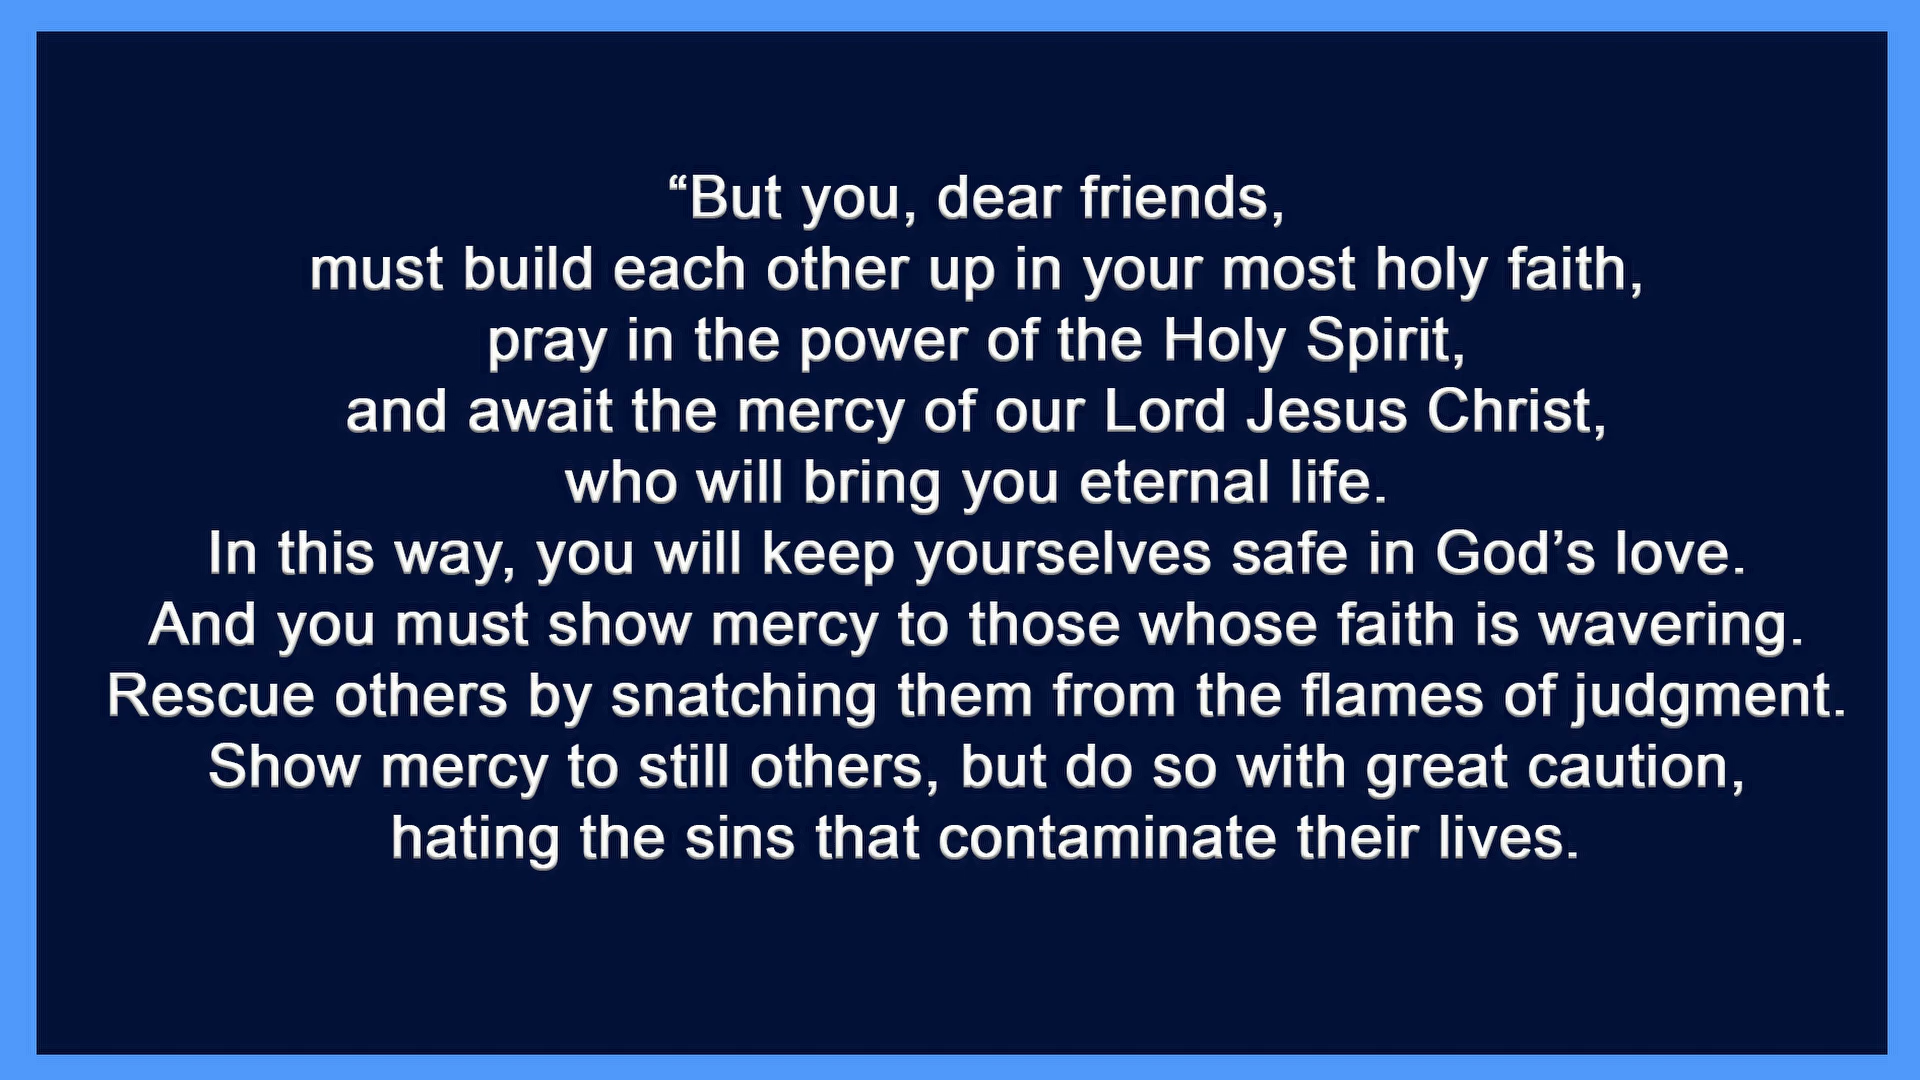 “But you, dear friends,
must build each other up in your most holy faith,
pray in the power of the Holy Spirit,
and await the mercy of our Lord Jesus Christ,
who will bring you eternal life.
In this way, you will keep yourselves safe in God’s love.
And you must show mercy to those whose faith is wavering.
Rescue others by snatching them from the flames of judgment.
Show mercy to still others, but do so with great caution,
hating the sins that contaminate their lives.